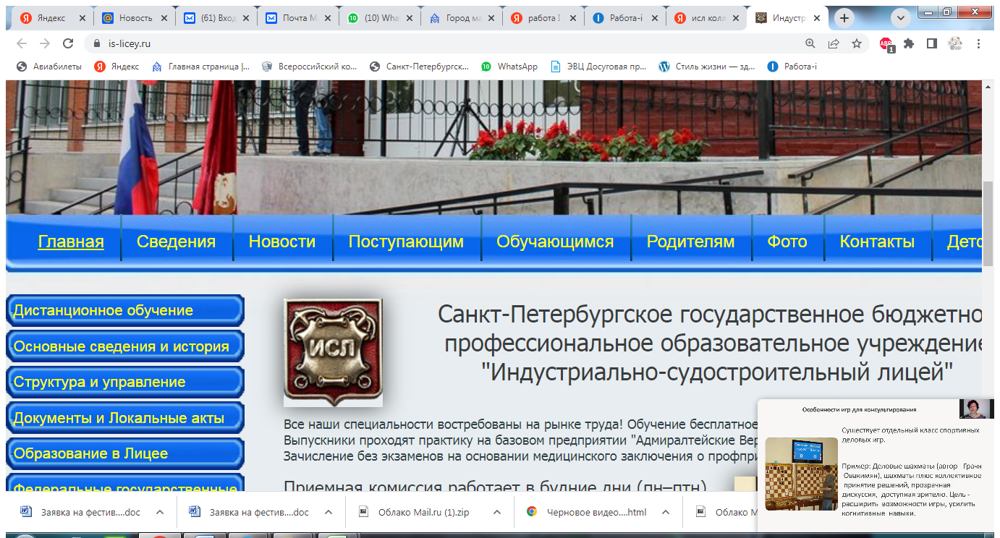 Яндекс
Новость
(61) Вход
Почта M
(10) Wha
Город ма
работа I
Работа-i
исл колл
Индустр
is-licey.ru
ABP
1
Авиабилеты
Яндекс
Главная страница |...
Всероссийский ко...
Санкт-Петербургск...
10
WhatsApp
ЭВЦ Досуговая пр...
Стиль жизни — зд...
Работа-i
Главная
Сведения
Новости
Поступающим
Обучающимся
Родителям
Фото
Контакты
Детс
Дистанционное обучение
Основные сведения и история
Структура и управление
Документы и Локальные акты
Образование в Лицее
Федеральные государственные
ИСЛ
Санкт-Петербургское государственное бюджетно
профессиональное образовательное учреждение
"Индустриально-судостроительный лицей"
Все наши специальности востребованы на рынке труда! Обучение бесплатное
Выпускники проходят практику на базовом предприятии "Адмиралтейские Вер
Зачисление без экзаменов на основании медицинского заключения о профпри
Приемная комиссия работает в будние дни (пн–птн)
Особенности игр для консультирования
Существует отдельный класс спортивных
деловых игр.
Пример: Деловые шахматы (автор Грачя
Овакимян), шахматы плюс коллективное
принятие решений, прозрачная
дискуссия, доступная зрителю. Цель -
расширить возможности игры, усилить
когнитивные навыки.
Заявка на фестив....doc
Заявка на фестив....doc
Облако Mail.ru (1).zip
Черновое видео....html
Облако M